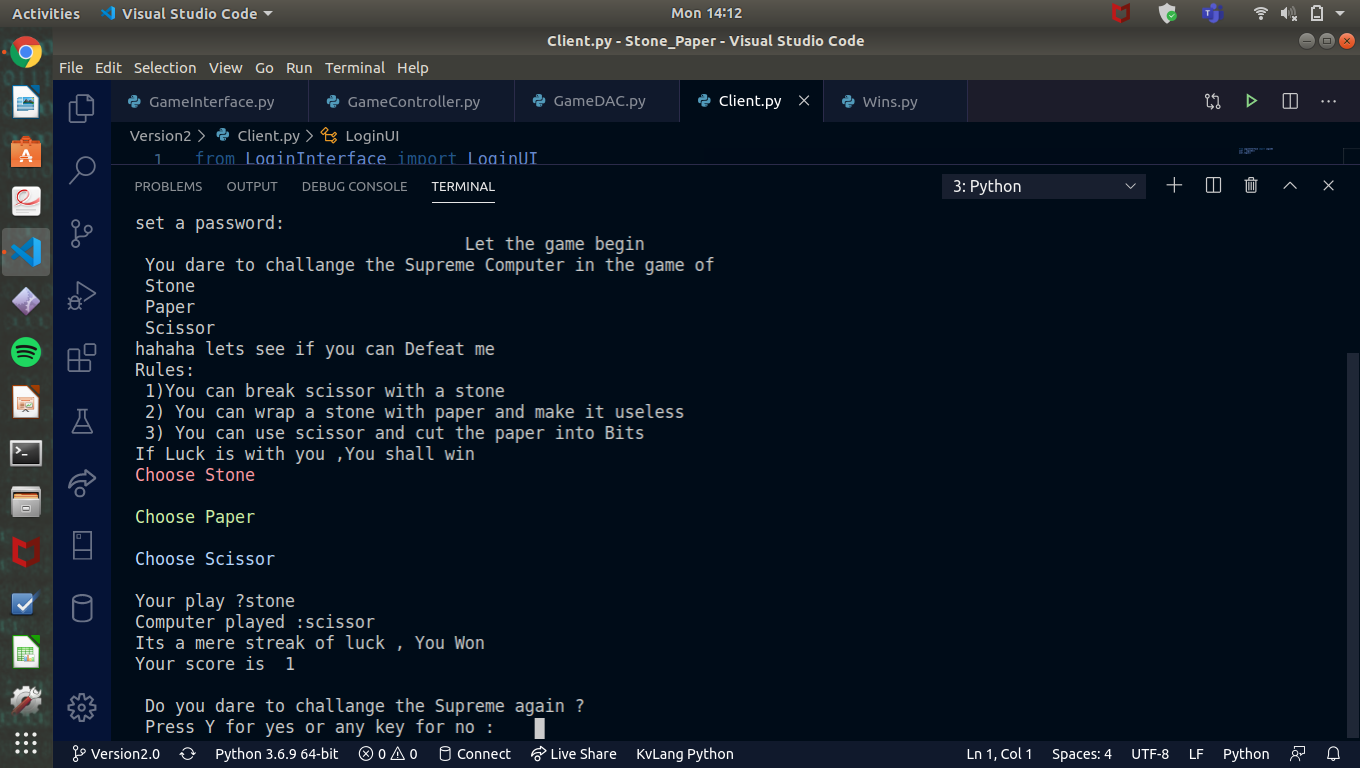 Activities Visual Studio Code Mon 14:12
Client.py - Stone_Paper - Visual Studio Code
File Edit Selection View Go Run Terminal Help
GameInterface.py GameController.py GameDAC.py Client.py Wins.py
Version2 > Client.py > LoginUI
1 from LoginInterface import LoginUI
PROBLEMS OUTPUT DEBUG CONSOLE TERMINAL 3: Python
set a password:
Let the game begin
You dare to challange the Supreme Computer in the game of
Stone
Paper
Scissor
hahaha lets see if you can Defeat me
Rules:
1)You can break scissor with a stone
2) You can wrap a stone with paper and make it useless
3) You can use scissor and cut the paper into Bits
If Luck is with you ,You shall win
Choose Stone
Choose Paper
Choose Scissor
Your play ?stone
Computer played :scissor
Its a mere streak of luck , You Won
Your score is  1
Do you dare to challange the Supreme again ?
Press Y for yes or any key for no :
Version2.0 Python 3.6.9 64-bit 0 0 Connect Live Share KvLang Python Ln 1, Col 1 Spaces: 4 UTF-8 LF Python